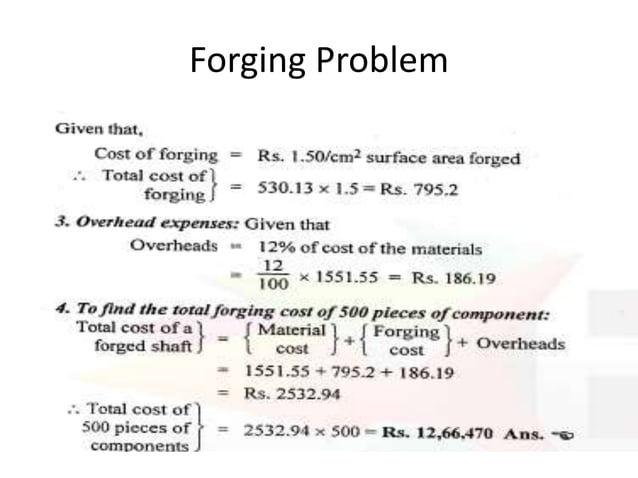 Forging Problem
Given that,
Cost of forging = Rs. 1.50/cm² surface area forged
∴ Total cost of forging } = 530.13 × 1.5 = Rs. 795.2
3. Overhead expenses: Given that
Overheads = 12% of cost of the materials
= 12/100 × 1551.55 = Rs. 186.19
4. To find the total forging cost of 500 pieces of component:
Total cost of a forged shaft } = { Material cost } + { Forging cost } + Overheads
= 1551.55 + 795.2 + 186.19
= Rs. 2532.94
∴ Total cost of 500 pieces of components } = 2532.94 × 500 = Rs. 12,66,470 Ans.